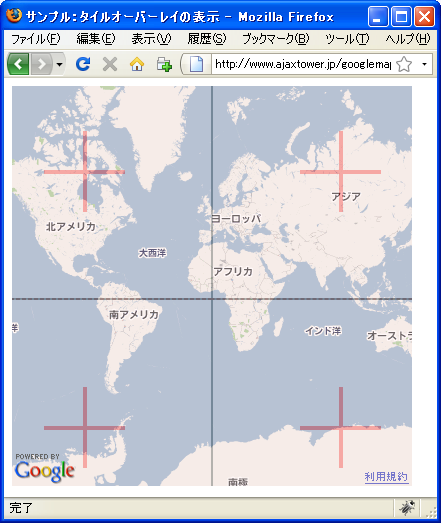 サンプル:タイルオーバーレイの表示 - Mozilla Firefox
ファイル(F) 編集(E) 表示(V) 履歴(S) ブックマーク(B) ツール(T) ヘルプ(H)
http://www.ajaxtower.jp/googlemap
アジア
北アメリカ
ヨーロッパ
大西洋
アフリカ
南アメリカ
インド洋
オースト
洋
POWERED BY
Google
利用規約
南極
完了